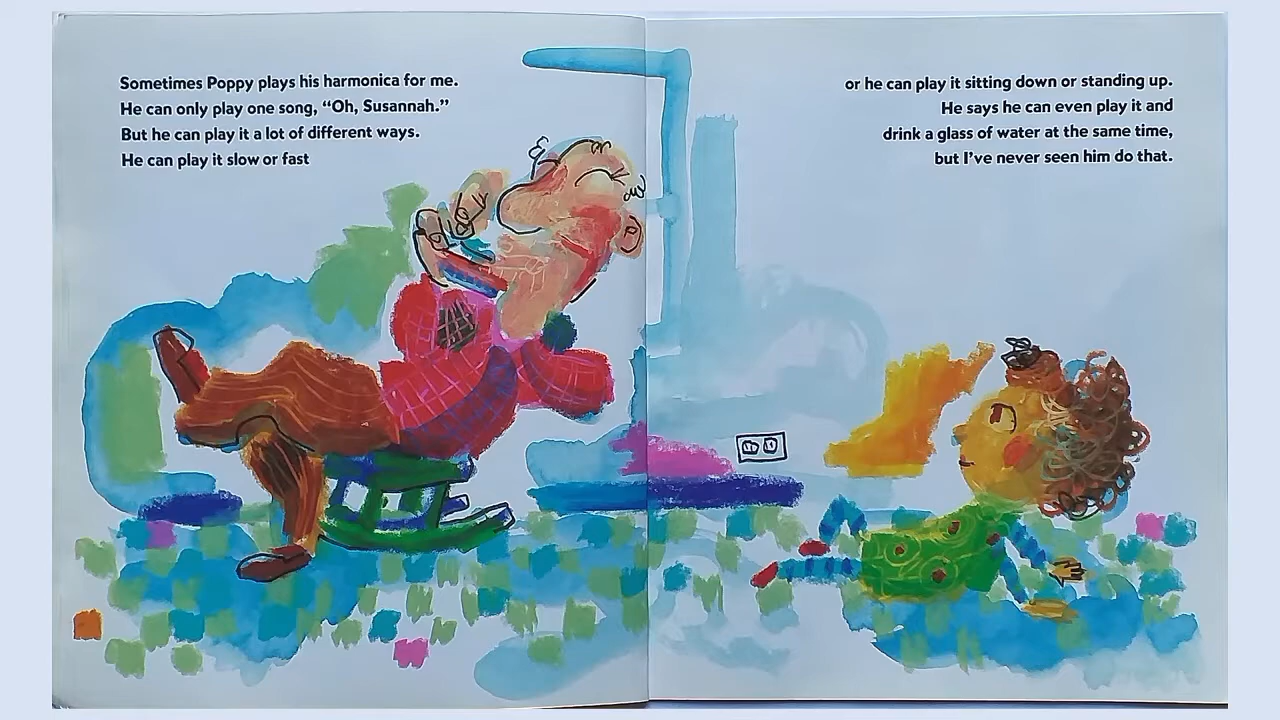 Sometimes Poppy plays his harmonica for me.
He can only play one song, “Oh, Susannah.”
But he can play it a lot of different ways.
He can play it slow or fast
or he can play it sitting down or standing up.
He says he can even play it and
drink a glass of water at the same time,
but I’ve never seen him do that.